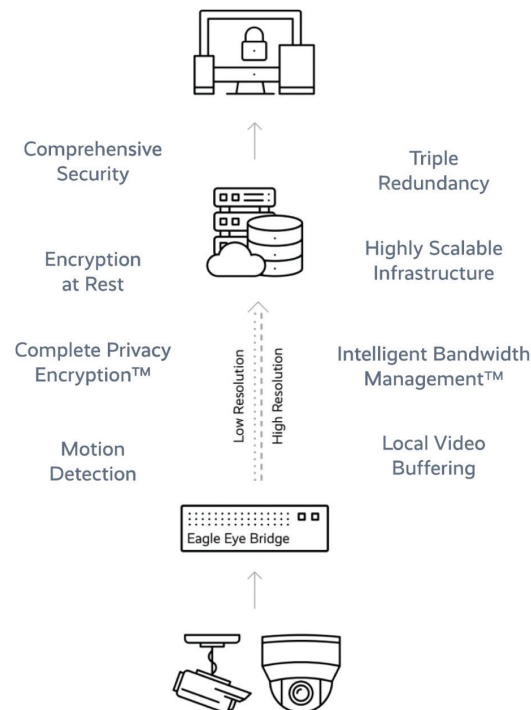 Comprehensive
Security
Triple
Redundancy
Encryption
at Rest
Highly Scalable
Infrastructure
Complete Privacy
Encryption™
Low Resolution
High Resolution
Intelligent Bandwidth
Management™
Motion
Detection
Local Video
Buffering
Eagle Eye Bridge